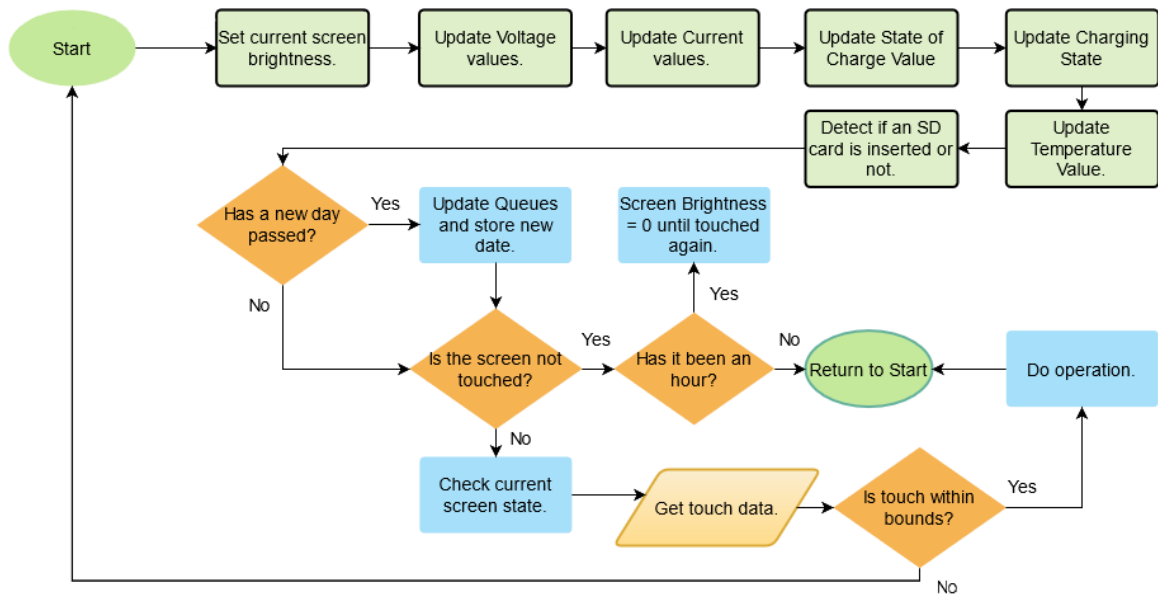 Start
Set current screen
brightness.
Update Voltage
values.
Update Current
values.
Update State of
Charge Value
Update Charging
State
Update
Temperature
Value.
Detect if an SD
card is inserted or
not.
Has a new day
passed?
Yes
No
Update Queues
and store new
date.
Screen Brightness
= 0 until touched
again.
Yes
Is the screen not
touched?
Yes
No
Has it been an
hour?
No
Return to Start
Do operation.
Check current
screen state.
Get touch data.
Is touch within
bounds?
Yes
No